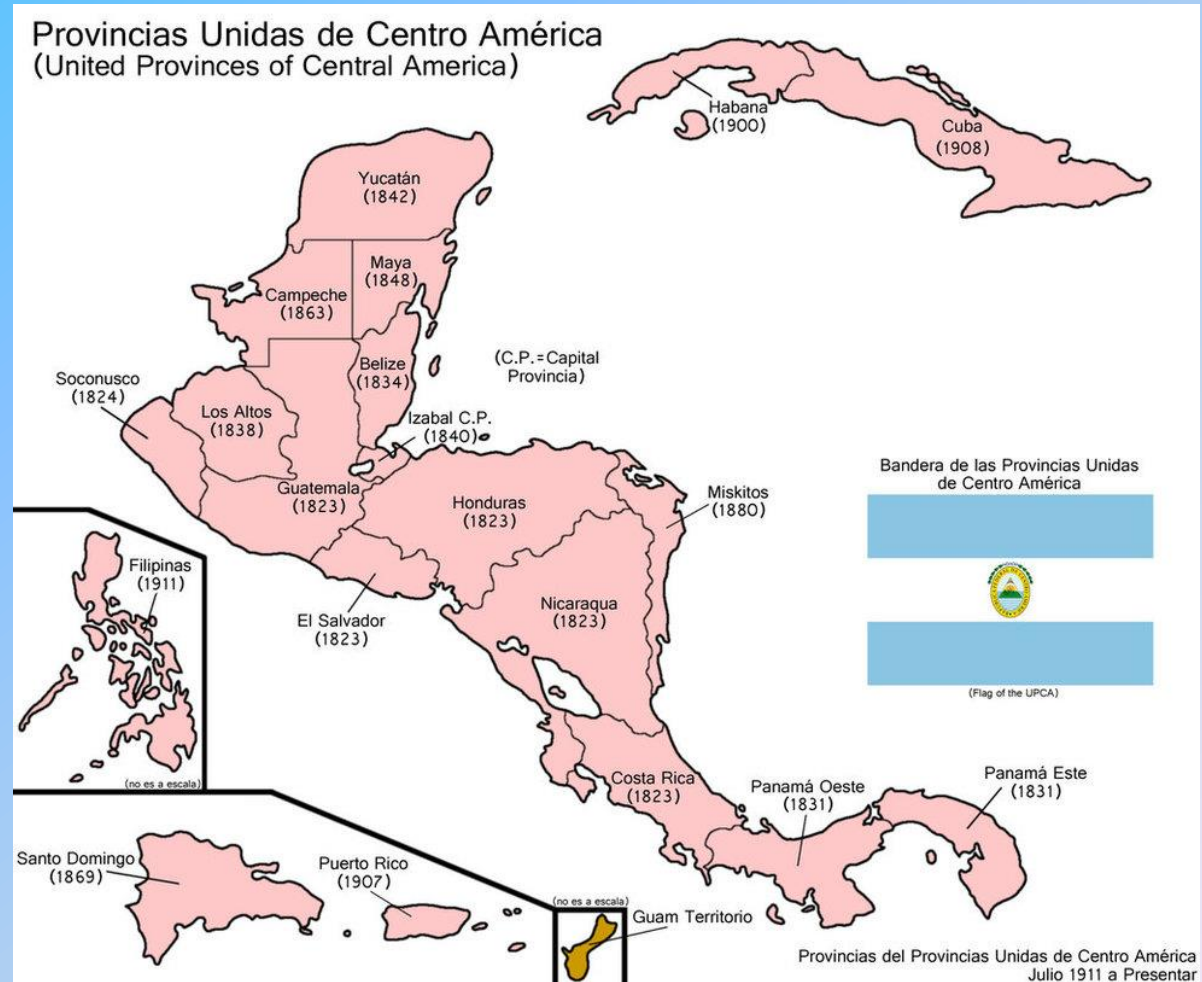 Provincias Unidas de Centro América
(United Provinces of Central America)
Habana
(1900)
Cuba
(1908)
Yucatán
(1842)
Maya
(1848)
Campeche
(1863)
(C.P.=Capital
Provincia)
Belize
(1834)
Soconusco
(1824)
Los Altos
(1838)
Izabal C.P.
(1840)
Guatemala
(1823)
Honduras
(1823)
Miskitos
(1880)
Bandera de las Provincias Unidas
de Centro América
(Flag of the UPCA)
Filipinas
(1911)
(no es a escala)
El Salvador
(1823)
Nicaraqua
(1823)
Costa Rica
(1823)
Panamá Oeste
(1831)
Panamá Este
(1831)
Santo Domingo
(1869)
Puerto Rico
(1907)
(no es a escala)
Guam Territorio
Provincias del Provincias Unidas de Centro América
Julio 1911 a Presentar